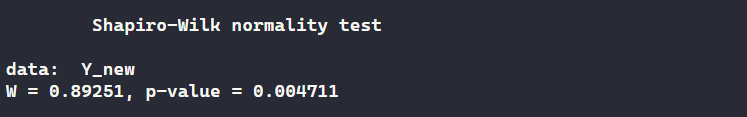 Shapiro-Wilk normality test
data:  Y_new
W = 0.89251, p-value = 0.004711